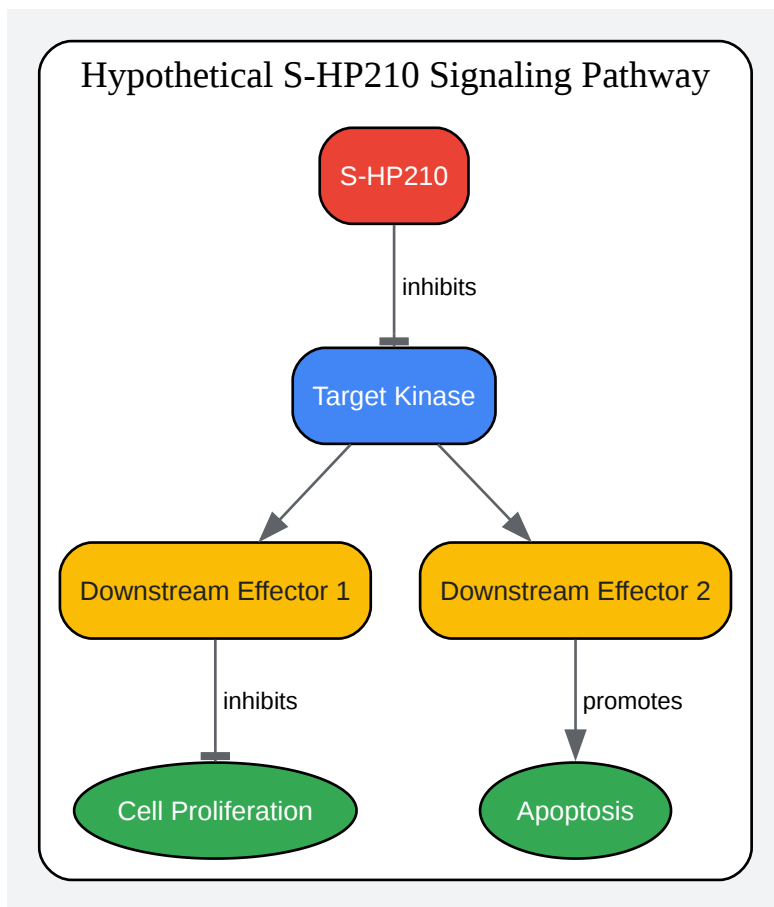 Hypothetical S-HP210 Signaling Pathway
S-HP210
inhibits
Target Kinase
Downstream Effector 1
Downstream Effector 2
inhibits
promotes
Cell Proliferation
Apoptosis